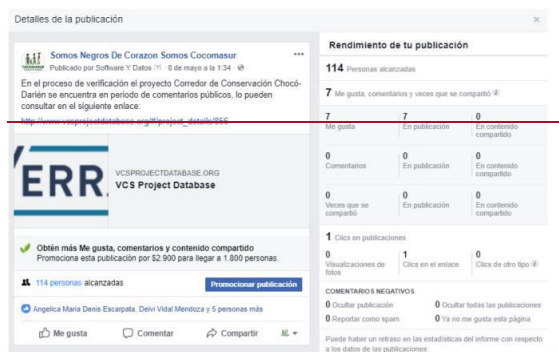 Detalles de la publicación
Somos Negros De Corazon Somos Cocomasur
Publicado por Software Y Datos [?] · 8 de mayo a la 1:34 ·
En el proceso de verificación el proyecto Corredor de Conservación Chocó-
Darién se encuentra en periodo de comentarios públicos, lo pueden
consultar en el siguiente enlace:
http://www.vcsprojectdatabase.org/#/project_details/856
ERR
VCSPROJECTDATABASE.ORG
VCS Project Database
Obtén más Me gusta, comentarios y contenido compartido
Promociona esta publicación por $2.900 para llegar a 1.800 personas.
114 personas alcanzadas
Promocionar publicación
Angelica Maria Denis Escarpata, Deivi Vidal Mendoza y 5 personas más
Me gusta Comentar Compartir
Rendimiento de tu publicación
114 Personas alcanzadas
7 Me gusta, comentarios y veces que se compartió
7 7 0
Me gusta En publicación En contenido
compartido
0 0 0
Comentarios En publicación En contenido
compartido
0 0 0
Veces que se En publicación En contenido
compartió compartido
1 Clics en publicaciones
0 1 0
Visualizaciones de Clics en el enlace Clics de otro tipo
fotos
COMENTARIOS NEGATIVOS
0 Ocultar publicación 0 Ocultar todas las publicaciones
0 Reportar como spam 0 Ya no me gusta esta página
Puede haber un retraso en las estadísticas del informe con respecto
a los datos de las publicaciones